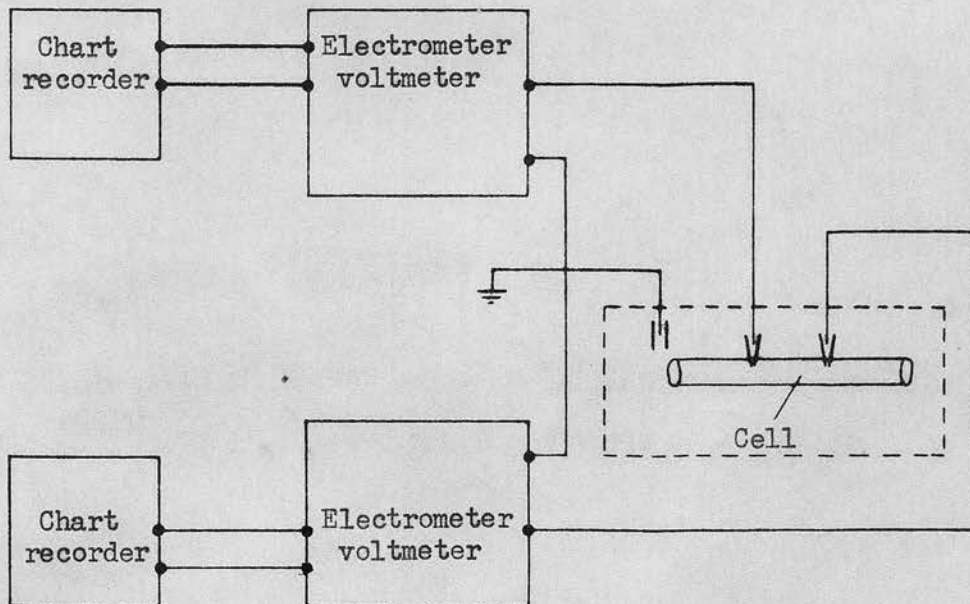 Chart
recorder
Electrometer
voltmeter
Cell
Chart
recorder
Electrometer
voltmeter